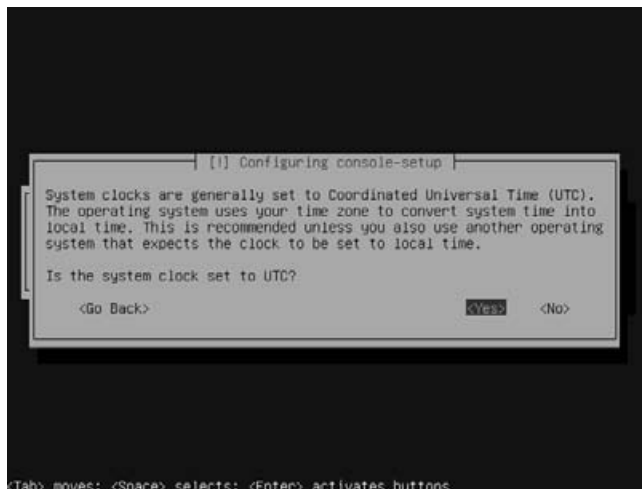 [!] Configuring console-setup
System clocks are generally set to Coordinated Universal Time (UTC).
The operating system uses your time zone to convert system time into
local time. This is recommended unless you also use another operating
system that expects the clock to be set to local time.
Is the system clock set to UTC?
<Go Back> <Yes> <No>
<Tab> moves; <Space> selects; <Enter> activates buttons